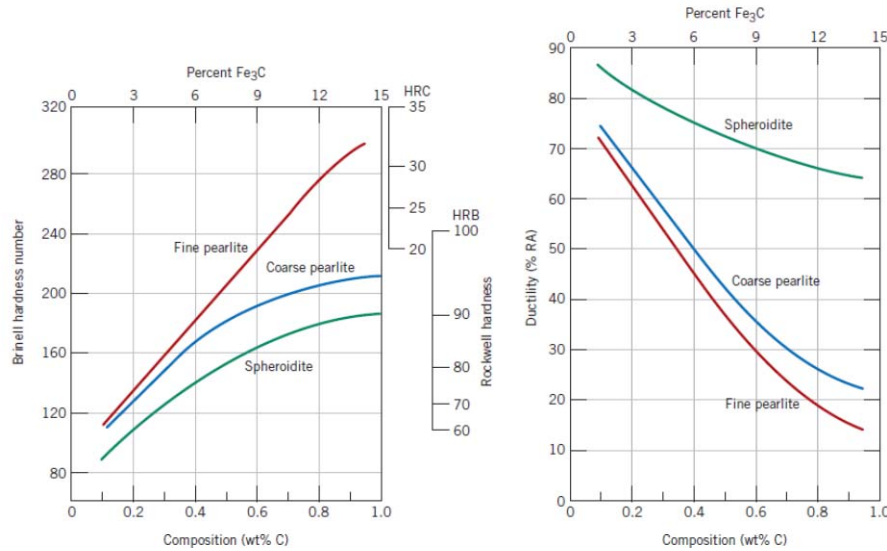 Percent Fe3C
0 3 6 9 12 15
HRC
320
35
280
30
25
HRB
240
20
100
Fine pearlite
Coarse pearlite
200
90
160
80
Spheroidite
70
120
60
80
Brinell hardness number
Rockwell hardness
0 0.2 0.4 0.6 0.8 1.0
Composition (wt% C)
Percent Fe3C
0 3 6 9 12 15
90
80
Spheroidite
70
60
50
Coarse pearlite
40
30
Fine pearlite
20
10
0
Ductility (% RA)
0 0.2 0.4 0.6 0.8 1.0
Composition (wt% C)